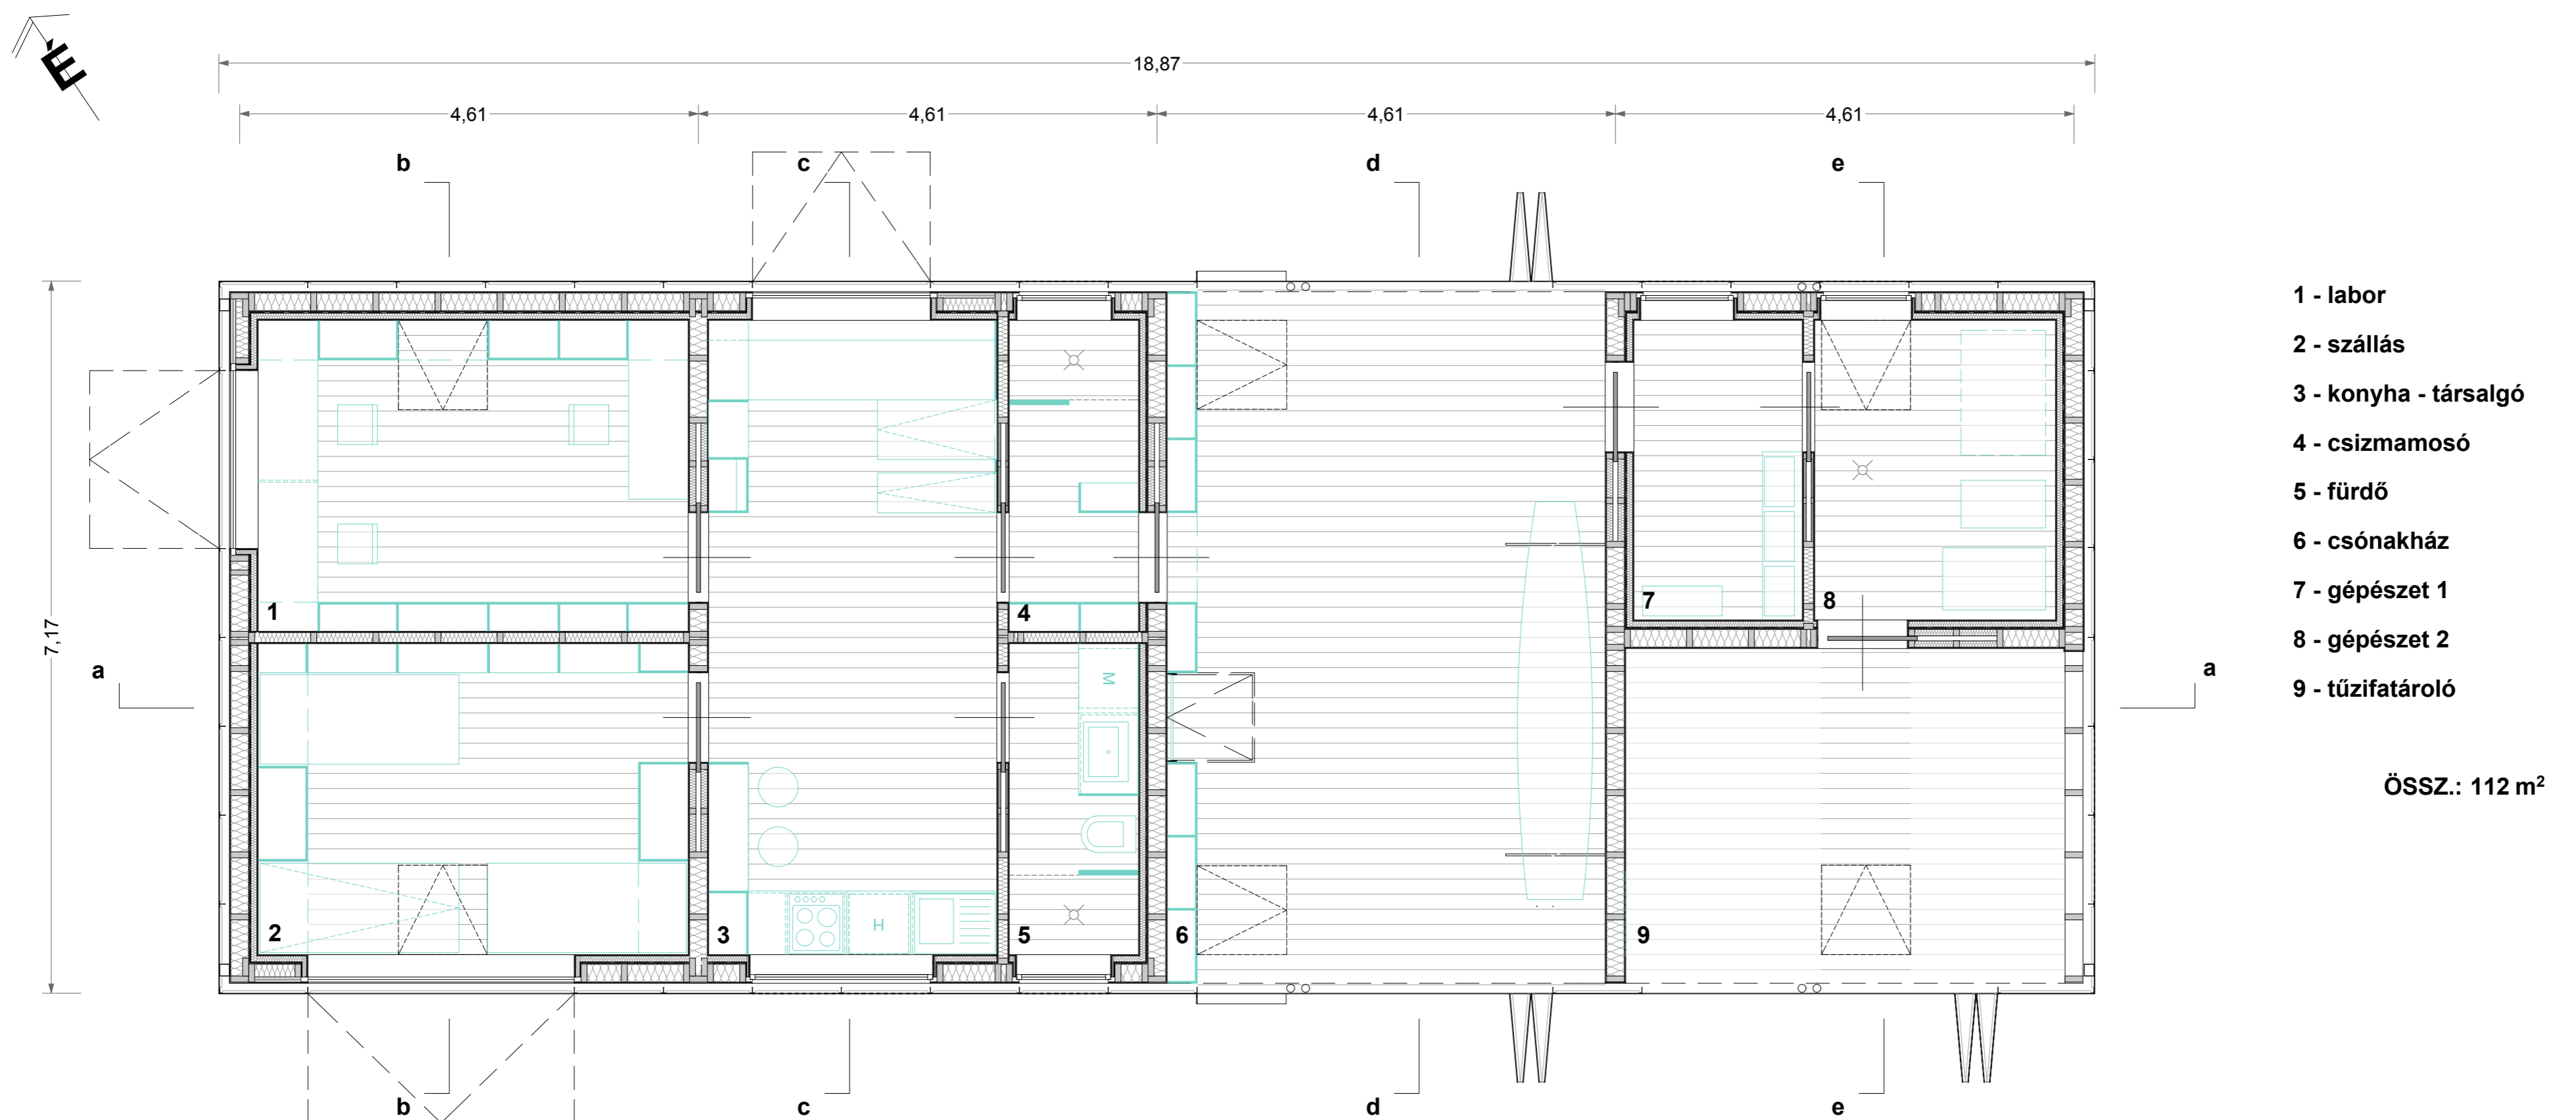 É
18,87
4,61 4,61 4,61 4,61
b c d e
7,17
1 4 7 8
a a
M
H
2 3 5 6 9
b c d e
1 - labor
2 - szállás
3 - konyha - társalgó
4 - csizmamosó
5 - fürdő
6 - csónakház
7 - gépészet 1
8 - gépészet 2
9 - tűzifatároló
ÖSSZ.: 112 m²